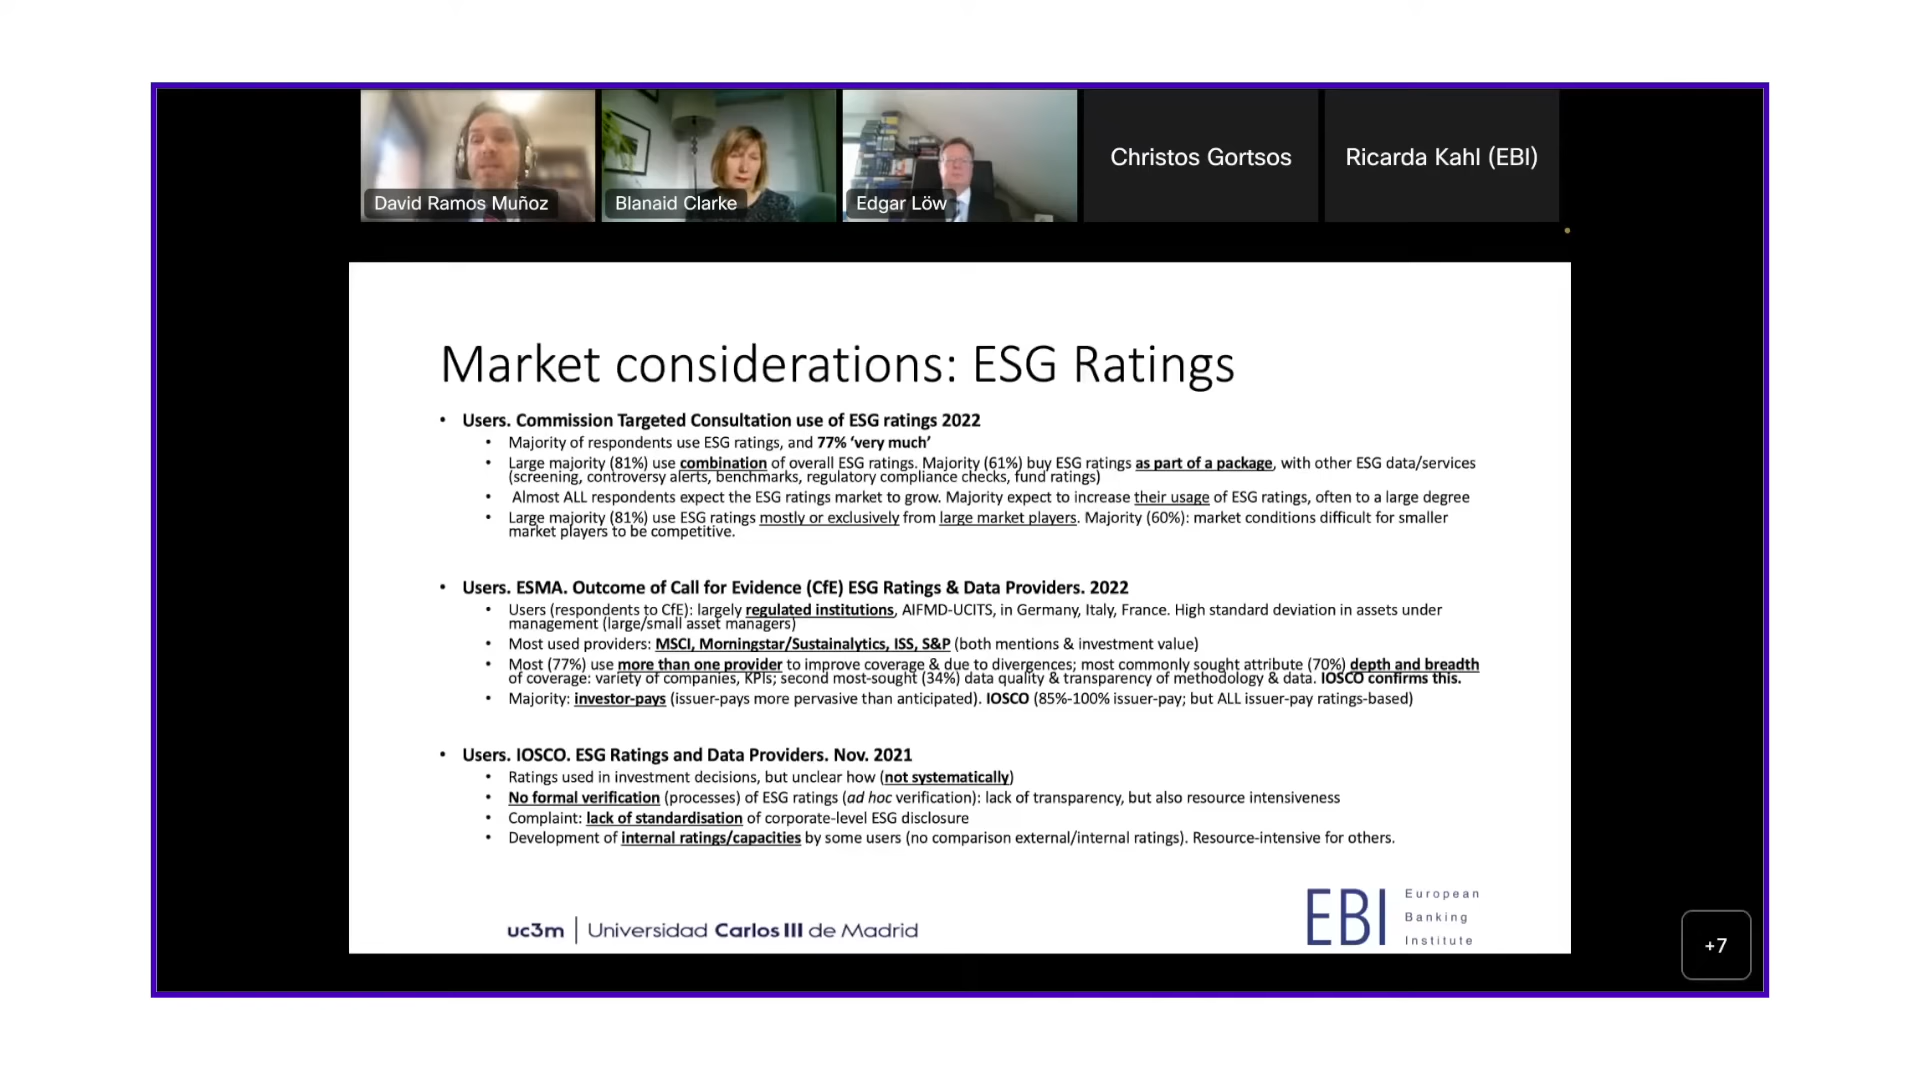 David Ramos Muñoz
Blanaid Clarke
Edgar Löw
Christos Gortsos
Ricarda Kahl (EBI)
Market considerations: ESG Ratings
• Users. Commission Targeted Consultation use of ESG ratings 2022
• Majority of respondents use ESG ratings, and 77% ‘very much’
• Large majority (81%) use combination of overall ESG ratings. Majority (61%) buy ESG ratings as part of a package, with other ESG data/services
(screening, controversy alerts, benchmarks, regulatory compliance checks, fund ratings)
• Almost ALL respondents expect the ESG ratings market to grow. Majority expect to increase their usage of ESG ratings, often to a large degree
• Large majority (81%) use ESG ratings mostly or exclusively from large market players. Majority (60%): market conditions difficult for smaller
market players to be competitive.
• Users. ESMA. Outcome of Call for Evidence (CfE) ESG Ratings & Data Providers. 2022
• Users (respondents to CfE): largely regulated institutions, AIFMD-UCITS, in Germany, Italy, France. High standard deviation in assets under
management (large/small asset managers)
• Most used providers: MSCI, Morningstar/Sustainalytics, ISS, S&P (both mentions & investment value)
• Most (77%) use more than one provider to improve coverage & due to divergences; most commonly sought attribute (70%) depth and breadth
of coverage: variety of companies, KPIs; second most-sought (34%) data quality & transparency of methodology & data. IOSCO confirms this.
• Majority: investor-pays (issuer-pays more pervasive than anticipated). IOSCO (85%-100% issuer-pay; but ALL issuer-pay ratings-based)
• Users. IOSCO. ESG Ratings and Data Providers. Nov. 2021
• Ratings used in investment decisions, but unclear how (not systematically)
• No formal verification (processes) of ESG ratings (ad hoc verification): lack of transparency, but also resource intensiveness
• Complaint: lack of standardisation of corporate-level ESG disclosure
• Development of internal ratings/capacities by some users (no comparison external/internal ratings). Resource-intensive for others.
uc3m | Universidad Carlos III de Madrid
EBI
European
Banking
Institute
+7